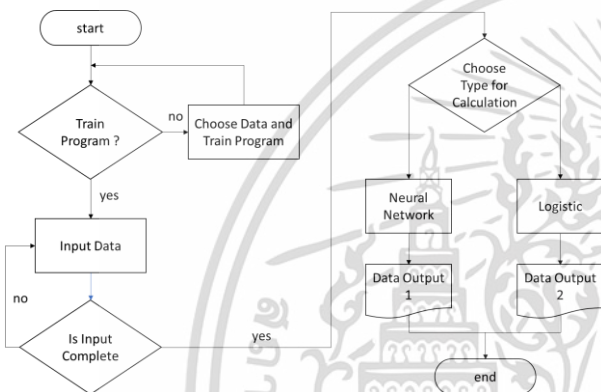 start
Train
Program ?
no
Choose Data and
Train Program
yes
Input Data
no
Is Input
Complete
yes
Choose
Type for
Calculation
Neural
Network
Logistic
Data Output
1
Data Output
2
end